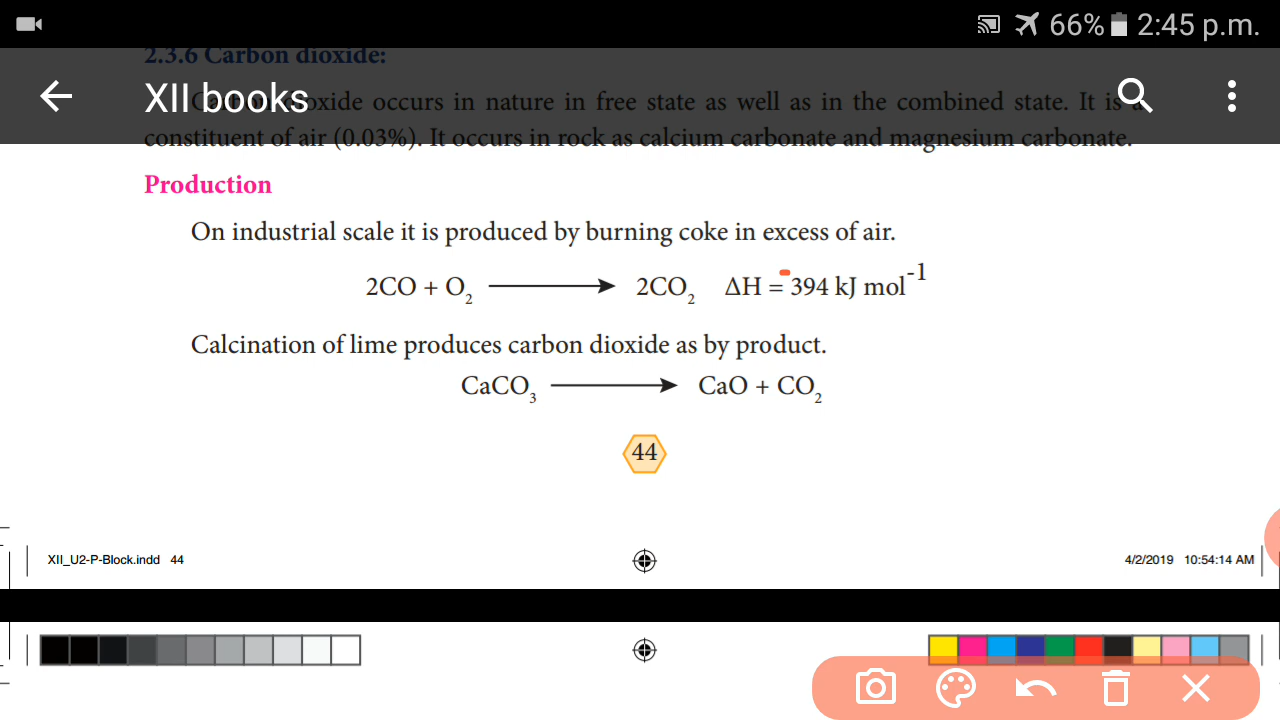 66% 2:45 p.m.
2.3.6 Carbon dioxide:
XII books
Carbon dioxide occurs in nature in free state as well as in the combined state. It is a
constituent of air (0.03%). It occurs in rock as calcium carbonate and magnesium carbonate.
Production
On industrial scale it is produced by burning coke in excess of air.
2CO + O₂ ⟶ 2CO₂ ΔH = 394 kJ mol⁻¹
Calcination of lime produces carbon dioxide as by product.
CaCO₃ ⟶ CaO + CO₂
44
XII_U2-P-Block.indd 44 4/2/2019 10:54:14 AM